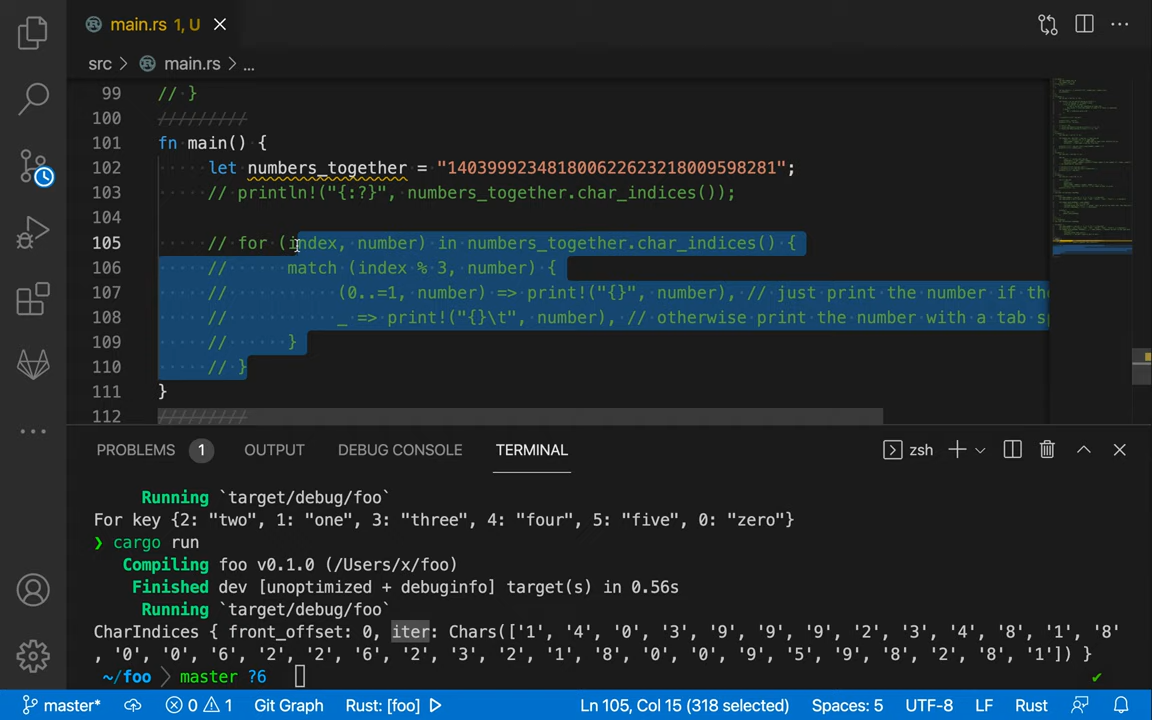 main.rs 1, U
src > main.rs > ...
99 // }
100 /////////
101 fn main() {
102 let numbers_together = "140399923481800622623218009598281";
103 // println!("{:?}", numbers_together.char_indices());
104
105 // for (index, number) in numbers_together.char_indices() {
106 // match (index % 3, number) {
107 // (0..=1, number) => print!("{}", number), // just print the number if the
108 // _ => print!("{}\t", number), // otherwise print the number with a tab sp
109 // }
110 // }
111 }
112 /////////
PROBLEMS 1 OUTPUT DEBUG CONSOLE TERMINAL zsh
Running `target/debug/foo`
For key {2: "two", 1: "one", 3: "three", 4: "four", 5: "five", 0: "zero"}
❯ cargo run
Compiling foo v0.1.0 (/Users/x/foo)
Finished dev [unoptimized + debuginfo] target(s) in 0.56s
Running `target/debug/foo`
CharIndices { front_offset: 0, iter: Chars(['1', '4', '0', '3', '9', '9', '9', '2', '3', '4', '8', '1', '8'
, '0', '0', '6', '2', '2', '6', '2', '3', '2', '1', '8', '0', '0', '9', '5', '9', '8', '2', '8', '1']) }
~/foo master ?6 ✔
master* 0 1 Git Graph Rust: [foo] Ln 105, Col 15 (318 selected) Spaces: 5 UTF-8 LF Rust